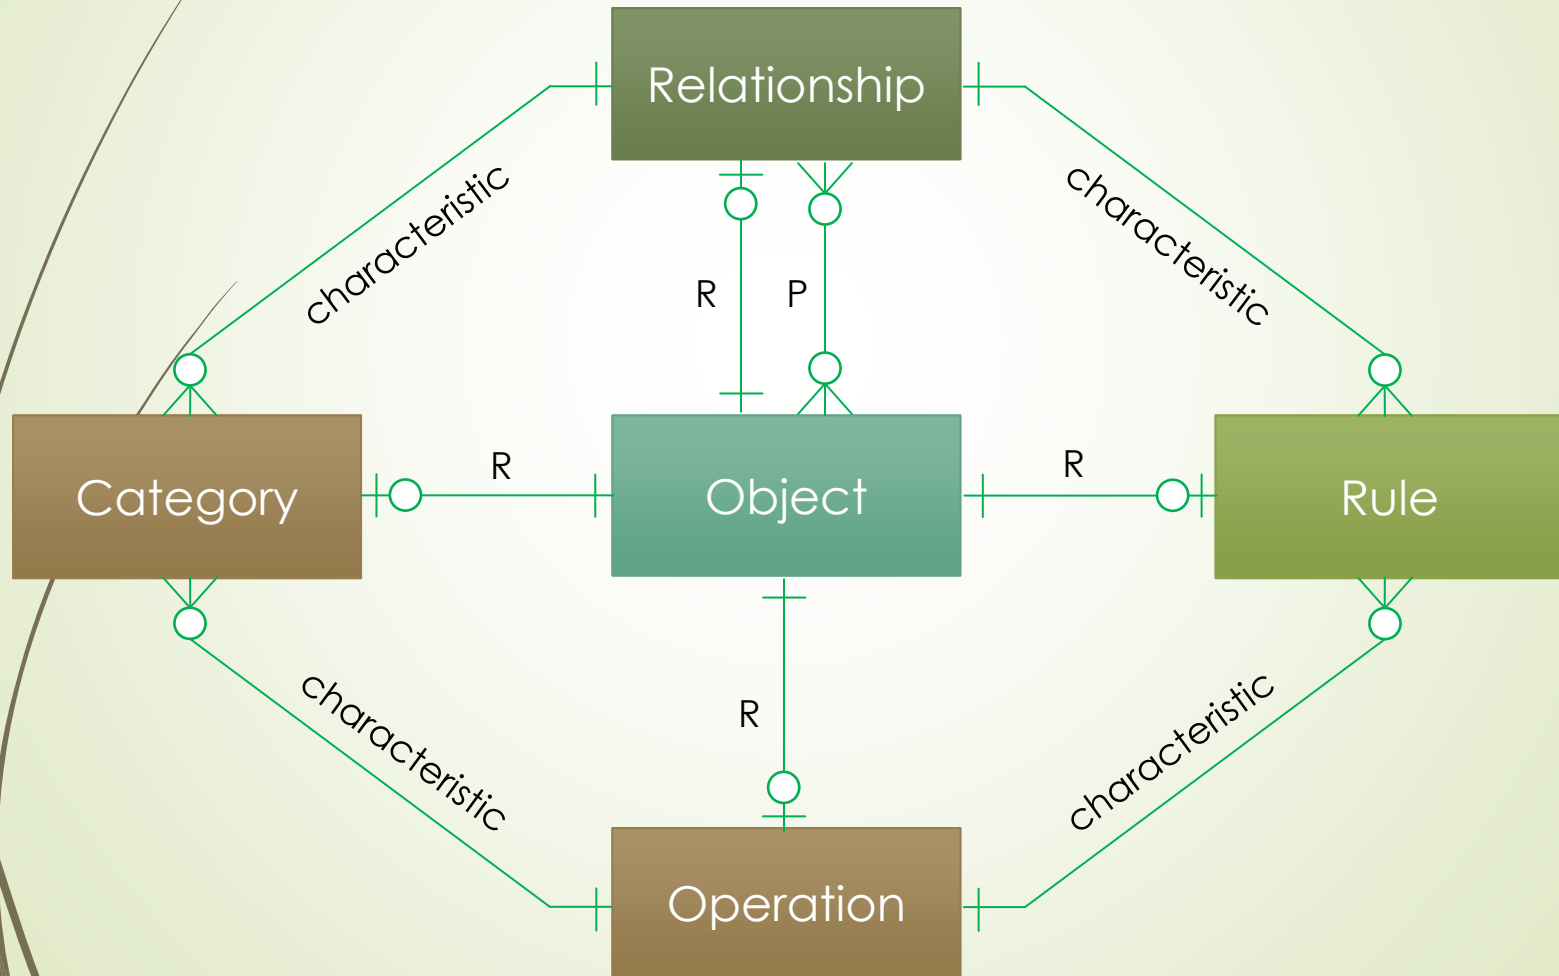 Relationship
characteristic
characteristic
R
P
Category
R
Object
R
Rule
characteristic
R
characteristic
Operation